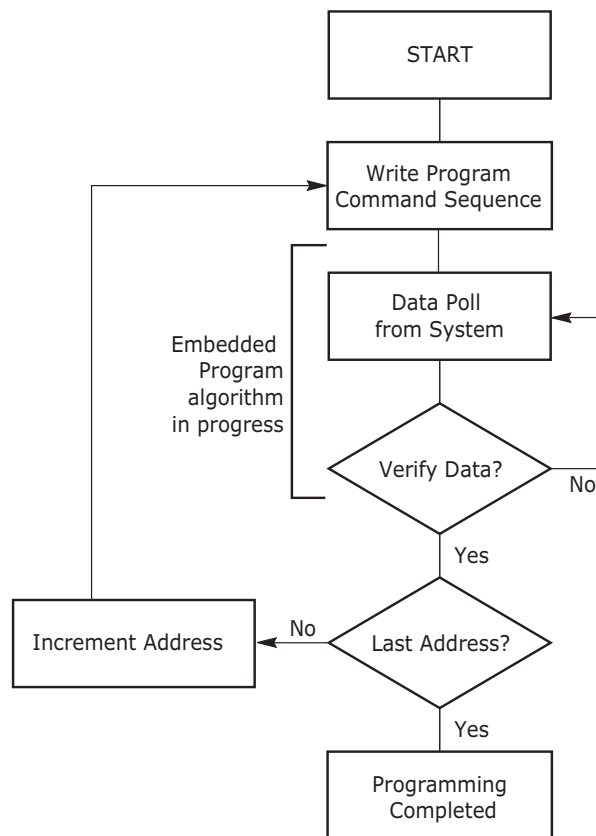 START
Write Program
Command Sequence
Data Poll
from System
Embedded
Program
algorithm
in progress
Verify Data?
No
Yes
No
Increment Address
Last Address?
Yes
Programming
Completed